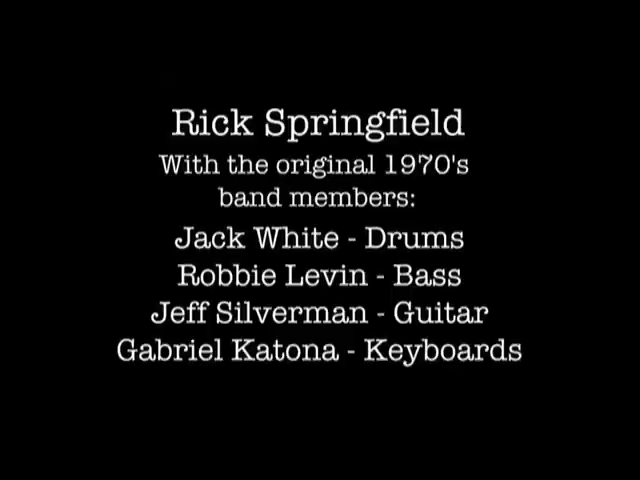 Rick Springfield
With the original 1970's
band members:
Jack White - Drums
Robbie Levin - Bass
Jeff Silverman - Guitar
Gabriel Katona - Keyboards